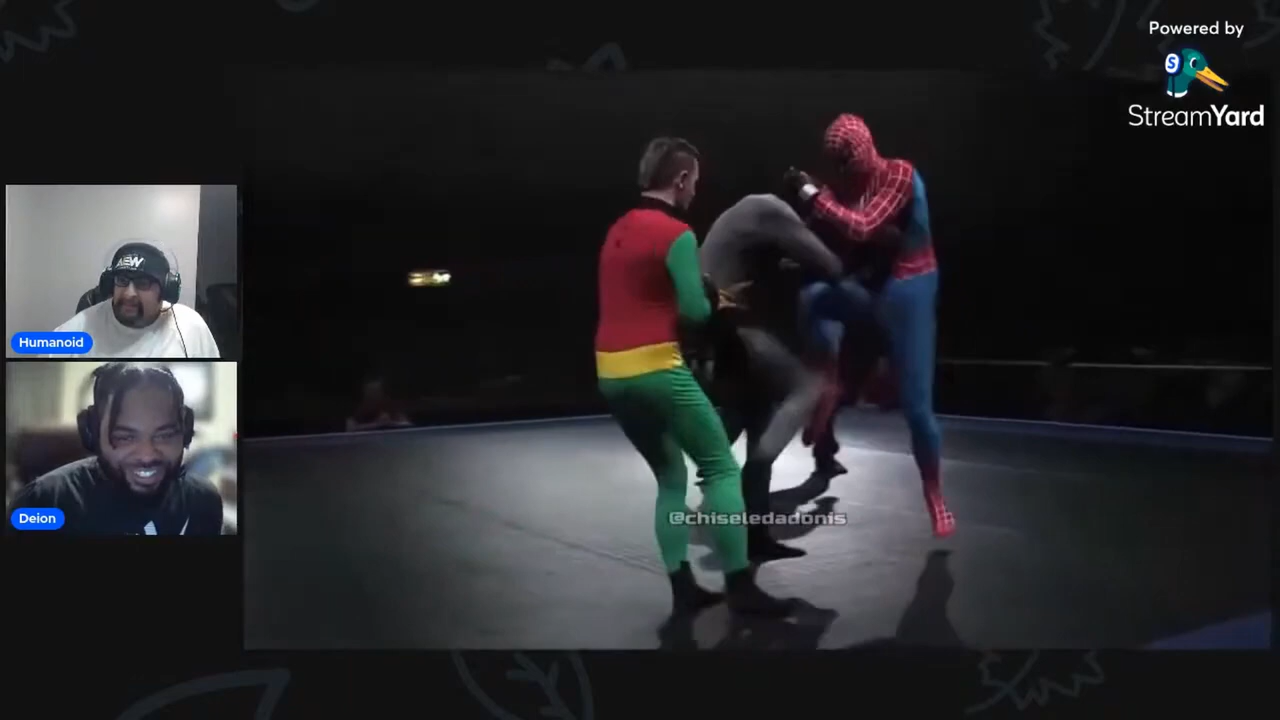 Powered by
StreamYard
AEW
Humanoid
Deion
@chiseledadonis